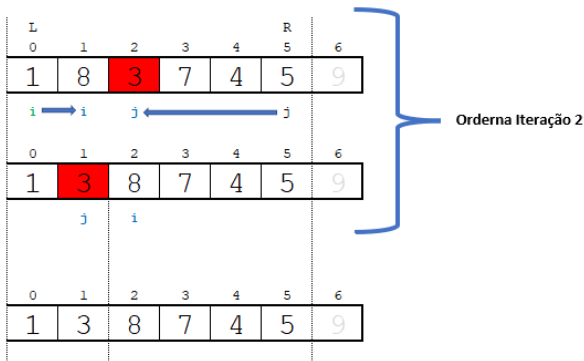 L R
0 1 2 3 4 5 6
1 8 3 7 4 5 9
i i j j
Orderna Iteração 2
0 1 2 3 4 5 6
1 3 8 7 4 5 9
j i
0 1 2 3 4 5 6
1 3 8 7 4 5 9